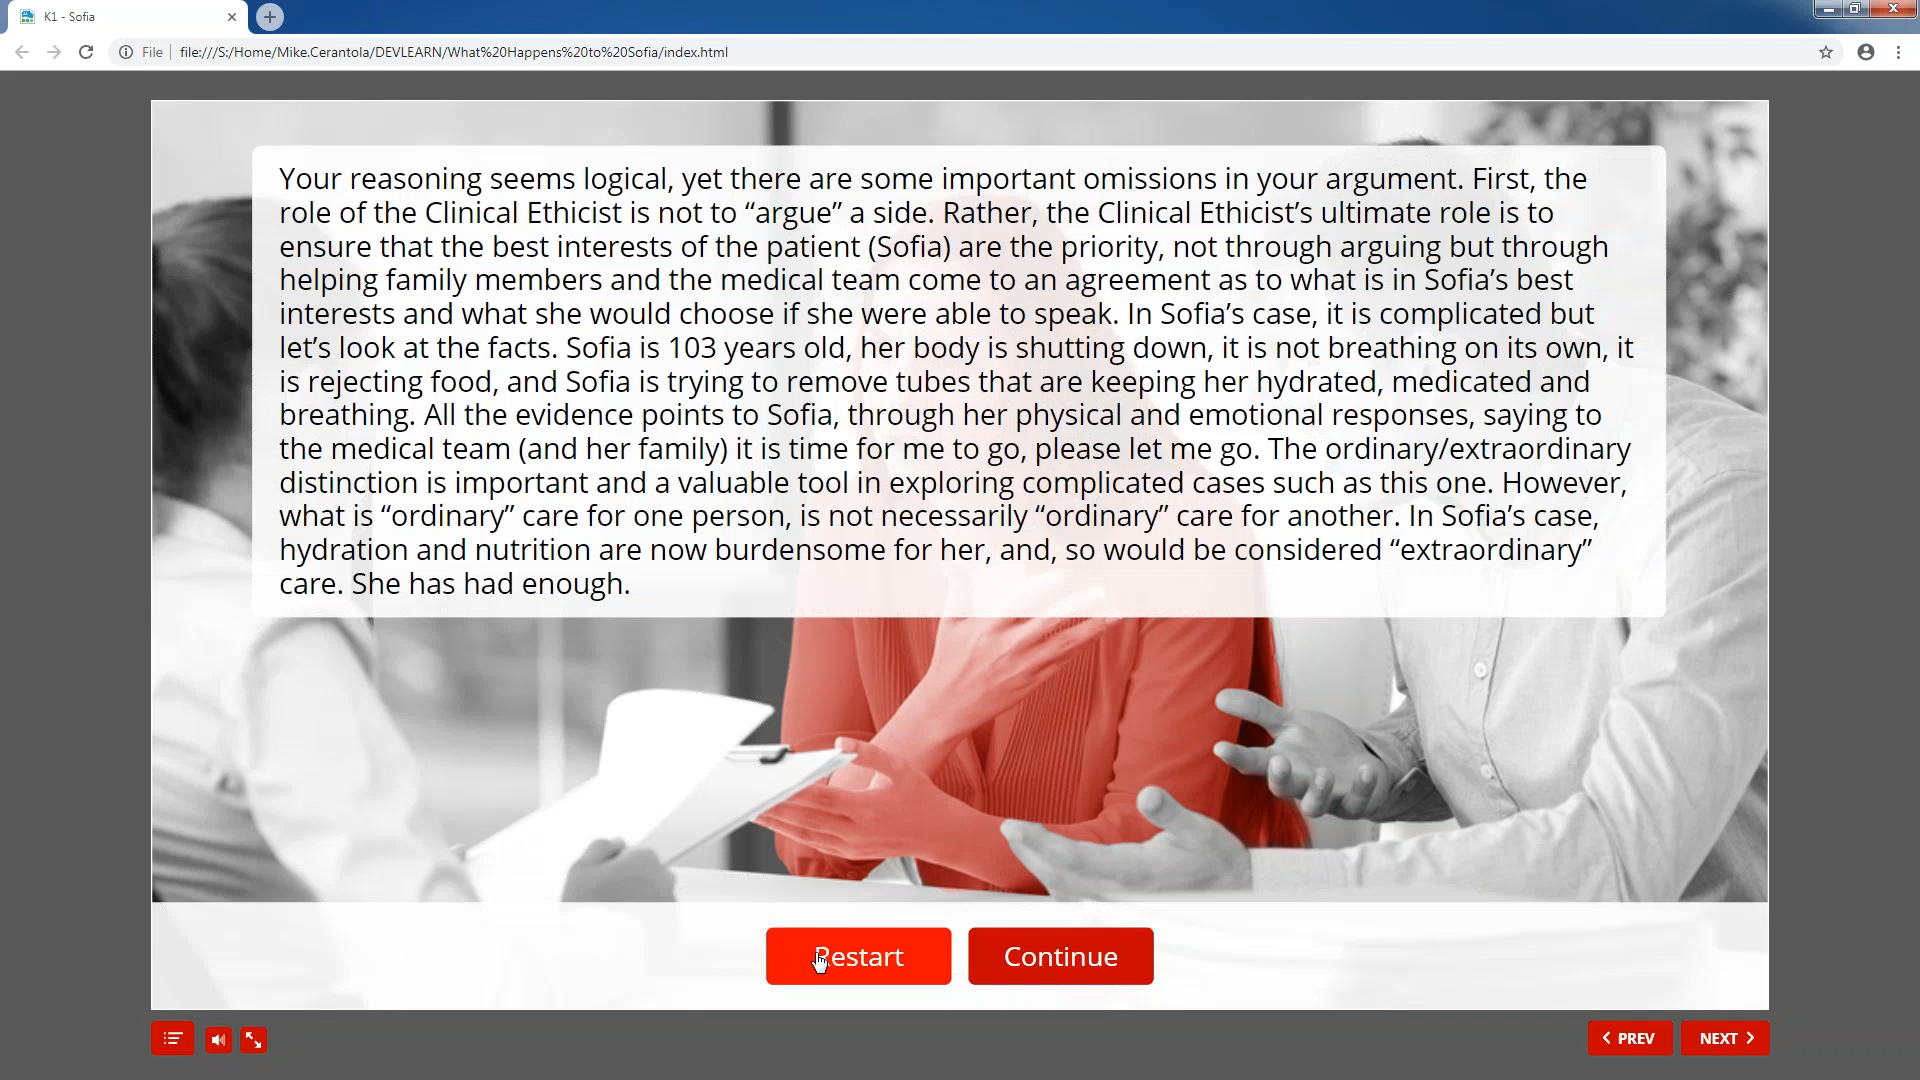 K1 - Sofia
File
file:///S:/Home/Mike.Cerantola/DEVLEARN/What%20Happens%20to%20Sofia/index.html
Your reasoning seems logical, yet there are some important omissions in your argument. First, the
role of the Clinical Ethicist is not to “argue” a side. Rather, the Clinical Ethicist’s ultimate role is to
ensure that the best interests of the patient (Sofia) are the priority, not through arguing but through
helping family members and the medical team come to an agreement as to what is in Sofia’s best
interests and what she would choose if she were able to speak. In Sofia’s case, it is complicated but
let’s look at the facts. Sofia is 103 years old, her body is shutting down, it is not breathing on its own, it
is rejecting food, and Sofia is trying to remove tubes that are keeping her hydrated, medicated and
breathing. All the evidence points to Sofia, through her physical and emotional responses, saying to
the medical team (and her family) it is time for me to go, please let me go. The ordinary/extraordinary
distinction is important and a valuable tool in exploring complicated cases such as this one. However,
what is “ordinary” care for one person, is not necessarily “ordinary” care for another. In Sofia’s case,
hydration and nutrition are now burdensome for her, and, so would be considered “extraordinary”
care. She has had enough.
Restart
Continue
PREV
NEXT